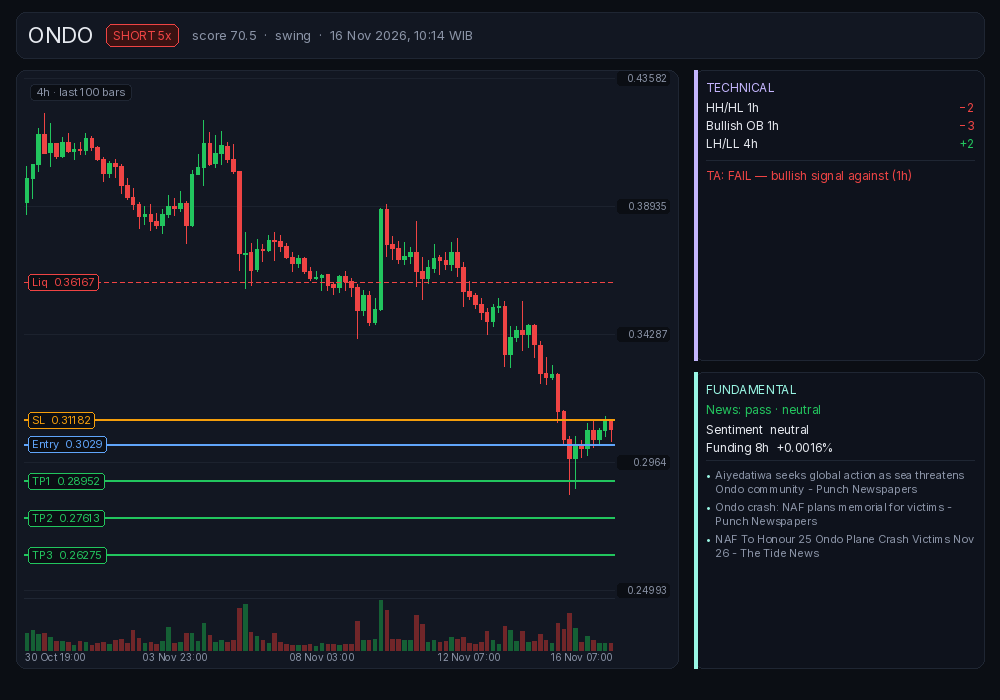 ONDO SHORT 5x score 70.5 · swing · 16 Nov 2026, 10:14 WIB
4h · last 100 bars
0.43582
0.38935
Liq 0.36167
0.34287
SL 0.31182
Entry 0.3029
0.2964
TP1 0.28952
TP2 0.27613
TP3 0.26275
0.24993
30 Oct 19:00 03 Nov 23:00 08 Nov 03:00 12 Nov 07:00 16 Nov 07:00
TECHNICAL
HH/HL 1h −2
Bullish OB 1h −3
LH/LL 4h +2
TA: FAIL — bullish signal against (1h)
FUNDAMENTAL
News: pass · neutral
Sentiment neutral
Funding 8h +0.0016%
• Aiyedatiwa seeks global action as sea threatens
Ondo community - Punch Newspapers
• Ondo crash: NAF plans memorial for victims -
Punch Newspapers
• NAF To Honour 25 Ondo Plane Crash Victims Nov
26 - The Tide News